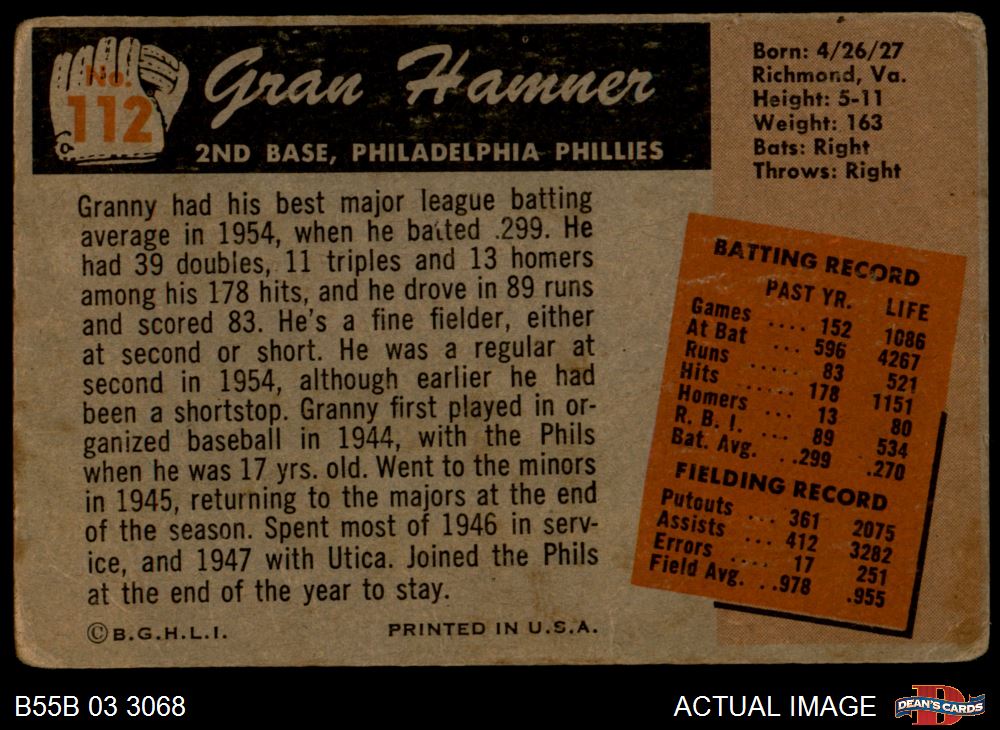 No.
112
Gran Hamner
2ND BASE, PHILADELPHIA PHILLIES
Born: 4/26/27
Richmond, Va.
Height: 5-11
Weight: 163
Bats: Right
Throws: Right
Granny had his best major league batting
average in 1954, when he batted .299. He
had 39 doubles, 11 triples and 13 homers
among his 178 hits, and he drove in 89 runs
and scored 83. He's a fine fielder, either
at second or short. He was a regular at
second in 1954, although earlier he had
been a shortstop. Granny first played in or-
ganized baseball in 1944, with the Phils
when he was 17 yrs. old. Went to the minors
in 1945, returning to the majors at the end
of the season. Spent most of 1946 in serv-
ice, and 1947 with Utica. Joined the Phils
at the end of the year to stay.
BATTING RECORD
PAST YR. LIFE
Games .... 152 1086
At Bat ... 596 4267
Runs ..... 83 521
Hits ...... 178 1151
Homers ... 13 80
R. B. I. ... 89 534
Bat. Avg. ..299 .270
FIELDING RECORD
Putouts ... 361 2075
Assists ... 412 3282
Errors .... 17 251
Field Avg. ..978 .955
©B.G.H.L.I. PRINTED IN U.S.A.
B55B 03 3068
ACTUAL IMAGE
D
DEAN'S CARDS